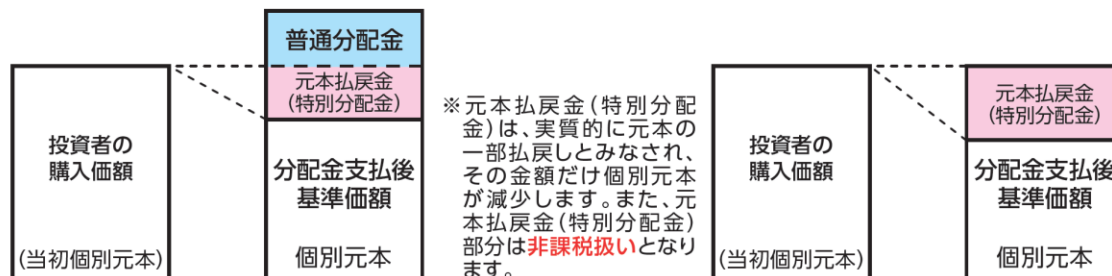 投資者の
購入価額
(当初個別元本)
普通分配金
元本払戻金
(特別分配金)
分配金支払後
基準価額
個別元本
※元本払戻金(特別分配
金)は、実質的に元本の
一部払戻しとみなされ、
その金額だけ個別元本
が減少します。また、元
本払戻金(特別分配金)
部分は非課税扱いとなり
ます。
投資者の
購入価額
(当初個別元本)
元本払戻金
(特別分配金)
分配金支払後
基準価額
個別元本